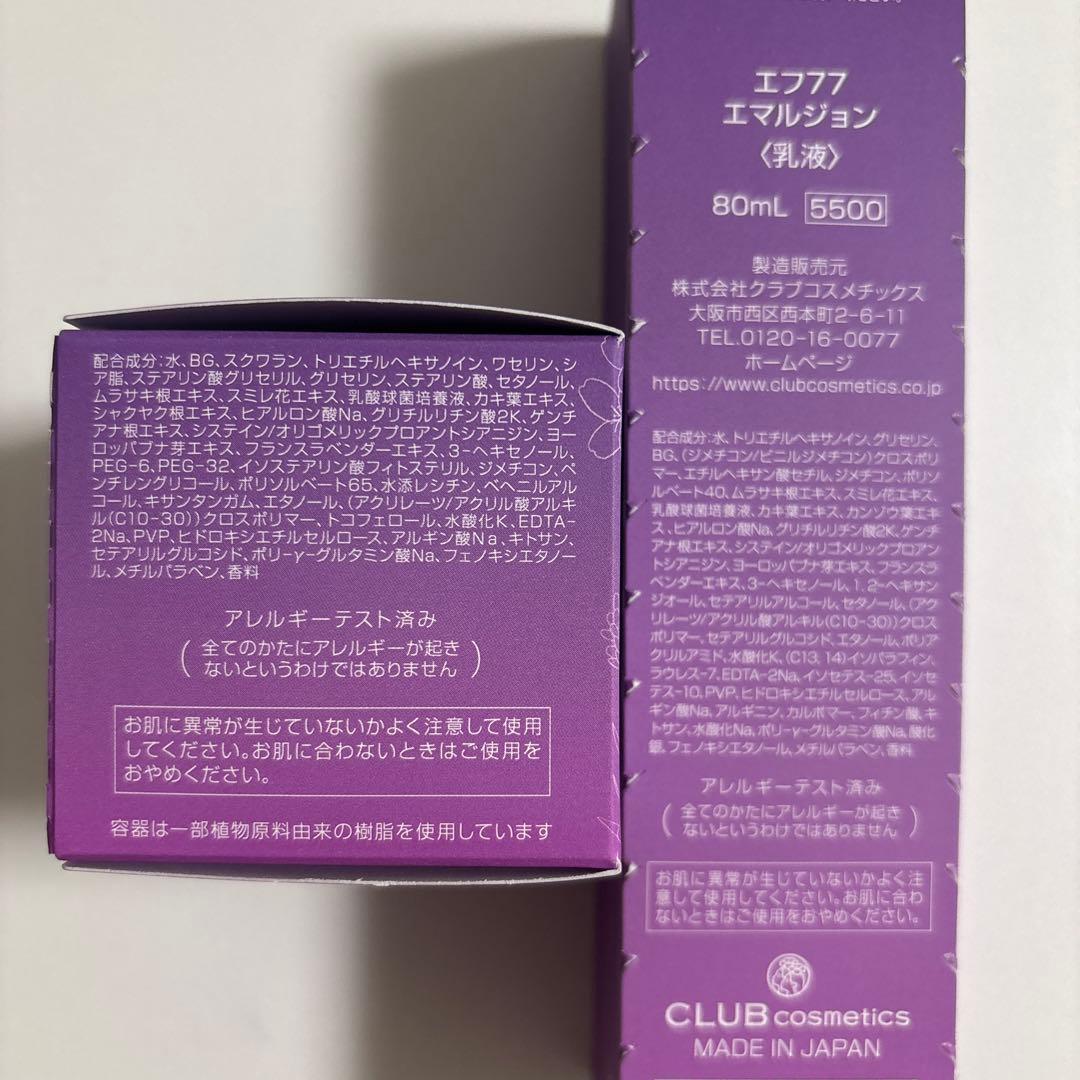 配合成分:水、BG、スクワラン、トリエチルヘキサノイン、ワセリン、シ
ア脂、ステアリン酸グリセリル、グリセリン、ステアリン酸、セタノール、
ムラサキ根エキス、スミレ花エキス、乳酸球菌培養液、カキ葉エキス、
シャクヤク根エキス、ヒアルロン酸Na、グリチルリチン酸2K、ゲンチ
アナ根エキス、システイン/オリゴメリックプロアントシアニジン、ヨー
ロッパブナ芽エキス、フランスラベンダーエキス、3-ヘキセノール、
PEG-6、PEG-32、イソステアリン酸フィトステリル、ジメチコン、ペ
ンチレングリコール、ポリソルベート65、水添レシチン、ベヘニルアル
コール、キサンタンガム、エタノール、(アクリレーツ/アクリル酸アルキ
ル(C10-30))クロスポリマー、トコフェロール、水酸化K、EDTA-
2Na、PVP、ヒドロキシエチルセルロース、アルギン酸Na、キトサン、
セテアリルグルコシド、ポリ-γ-グルタミン酸Na、フェノキシエタノー
ル、メチルパラベン、香料
アレルギーテスト済み
(全てのかたにアレルギーが起き
ないというわけではありません)
お肌に異常が生じていないかよく注意して使用
してください。お肌に合わないときはご使用を
おやめください。
容器は一部植物原料由来の樹脂を使用しています
エフ77
エマルジョン
〈乳液〉
80mL 5500
製造販売元
株式会社クラブコスメチックス
大阪市西区西本町2-6-11
TEL.0120-16-0077
ホームページ
https://www.clubcosmetics.co.jp
配合成分:水、トリエチルヘキサノイン、グリセリン、
BG、(ジメチコン/ビニルジメチコン)クロスポリ
マー、エチルヘキサン酸セチル、ジメチコン、ポリソ
ルベート40、ムラサキ根エキス、スミレ花エキス、
乳酸球菌培養液、カキ葉エキス、カンゾウ葉エキ
ス、ヒアルロン酸Na、グリチルリチン酸2K、ゲンチ
アナ根エキス、システイン/オリゴメリックプロアン
トシアニジン、ヨーロッパブナ芽エキス、フランスラ
ベンダーエキス、3-ヘキセノール、1,2-ヘキサン
ジオール、セテアリルアルコール、セタノール、(アク
リレーツ/アクリル酸アルキル(C10-30))クロス
ポリマー、セテアリルグルコシド、エタノール、ポリア
クリルアミド、水酸化K、(C13,14)イソパラフィン、
ラウレス-7、EDTA-2Na、イソセテス-25、イソセ
テス-10、PVP、ヒドロキシエチルセルロース、アル
ギン酸Na、アルギニン、カルボマー、フィチン酸、キ
トサン、水酸化Na、ポリ-γ-グルタミン酸Na、酸化
銀、フェノキシエタノール、メチルパラベン、香料
アレルギーテスト済み
(全てのかたにアレルギーが起き
ないというわけではありません)
お肌に異常が生じていないかよく注
意して使用してください。お肌に合わ
ないときはご使用をおやめください。
CLUB cosmetics
MADE IN JAPAN